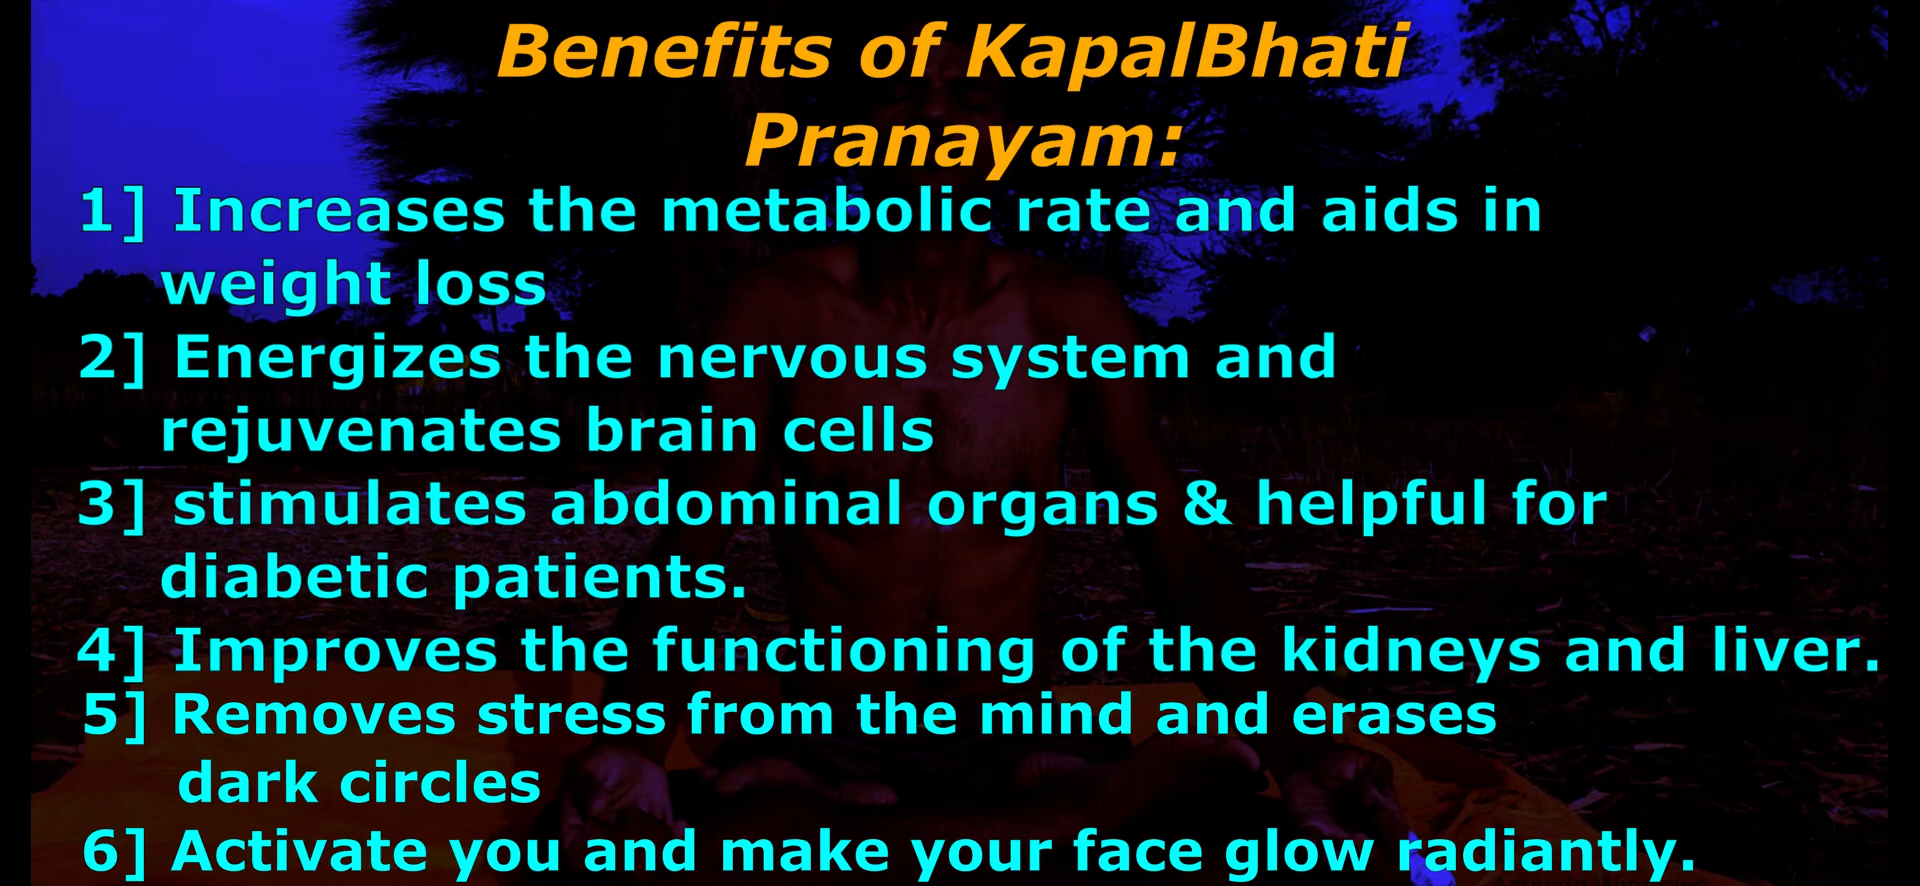 Benefits of KapalBhati
Pranayam:
1] Increases the metabolic rate and aids in
weight loss
2] Energizes the nervous system and
rejuvenates brain cells
3] stimulates abdominal organs & helpful for
diabetic patients.
4] Improves the functioning of the kidneys and liver.
5] Removes stress from the mind and erases
dark circles
6] Activate you and make your face glow radiantly.